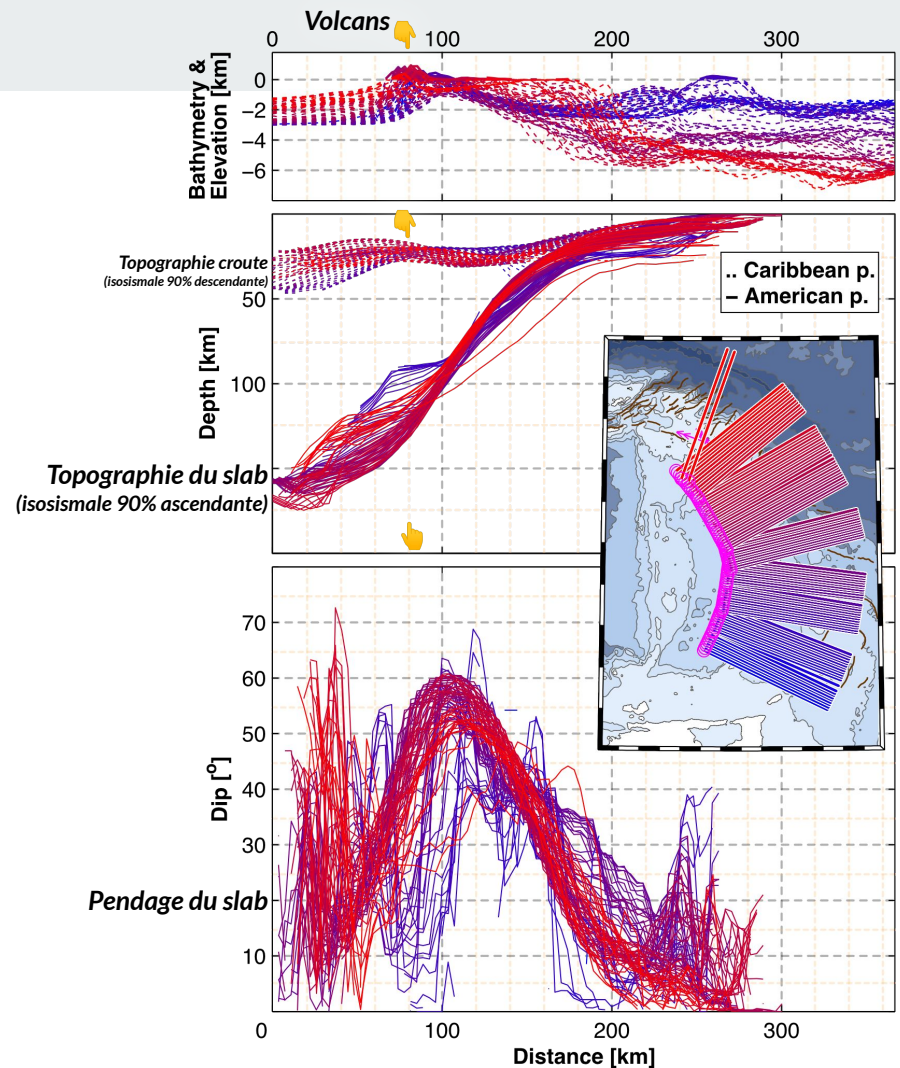 Volcans
0 100 200 300
Bathymetry &
Elevation [km]
0
−2
−4
−6
Topographie croute
(isosismale 90% descendante)
50
100
Depth [km]
.. Caribbean p.
– American p.
Topographie du slab
(isosismale 90% ascendante)
70
60
50
40
30
20
10
Dip [°]
Pendage du slab
0 100 200 300
Distance [km]